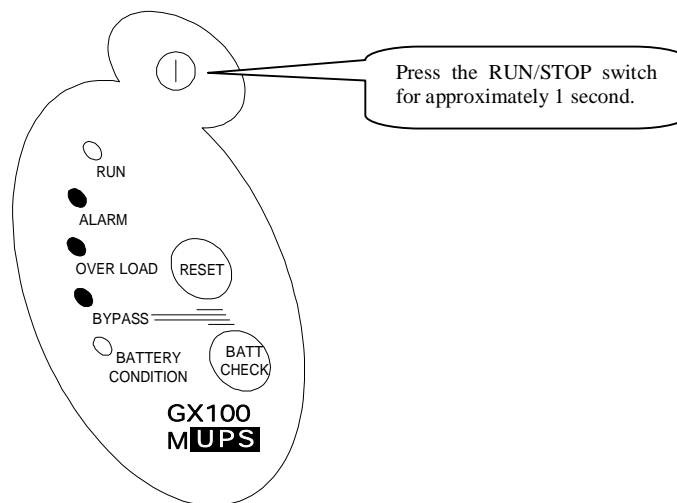 Press the RUN/STOP switch
for approximately 1 second.
RUN
ALARM
OVER LOAD
RESET
BYPASS
BATTERY
CONDITION
BATT
CHECK
GX100
M UPS